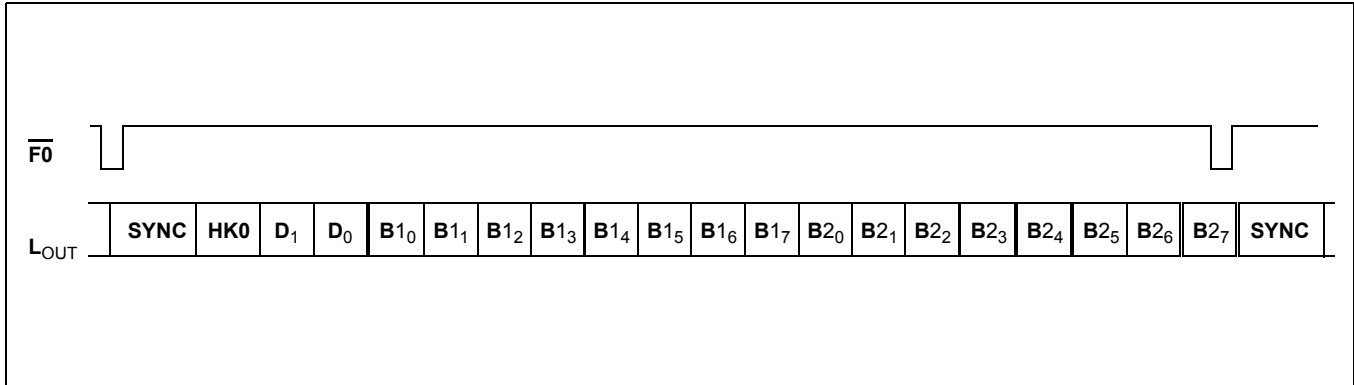 F0
L_OUT SYNC HK0 D₁ D₀ B1₀ B1₁ B1₂ B1₃ B1₄ B1₅ B1₆ B1₇ B2₀ B2₁ B2₂ B2₃ B2₄ B2₅ B2₆ B2₇ SYNC